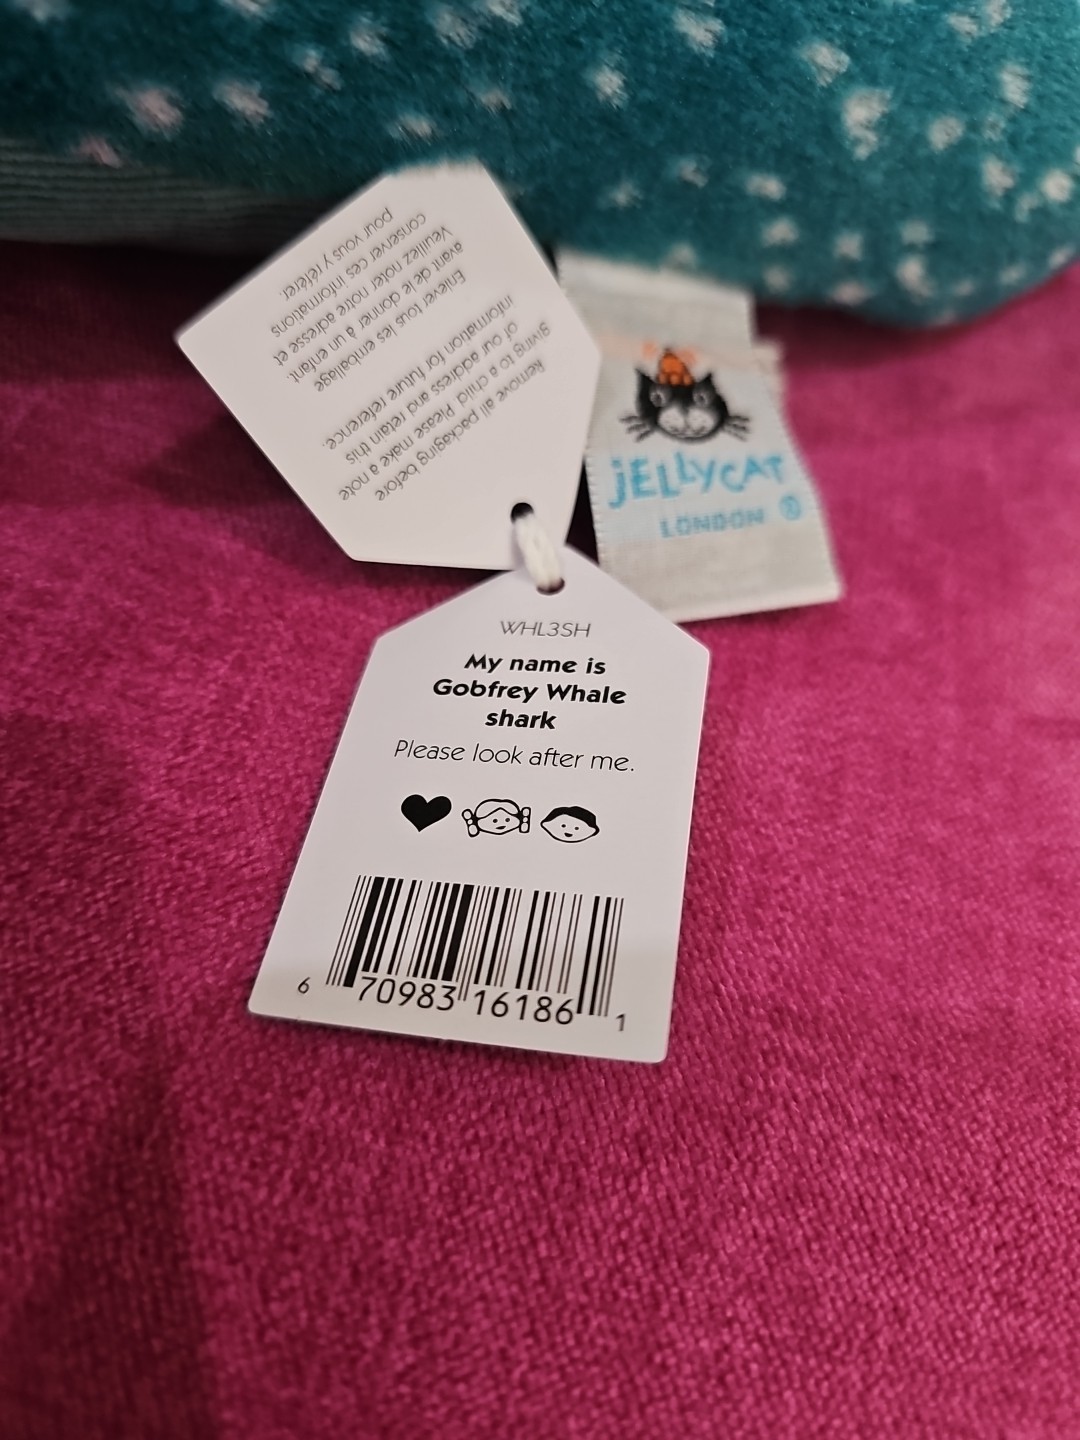 Remove all packaging before
giving to a child. Please make a note
of our address and retain this
information for future reference.
Enlever tous les emballage
avant de le donner à un enfant.
Veuillez noter notre adresse et
conserver ces informations
pour vous y référer.
JELLYCAT
LONDON ®
WHL3SH
My name is
Gobfrey Whale
shark
Please look after me.
6 70983 16186 1